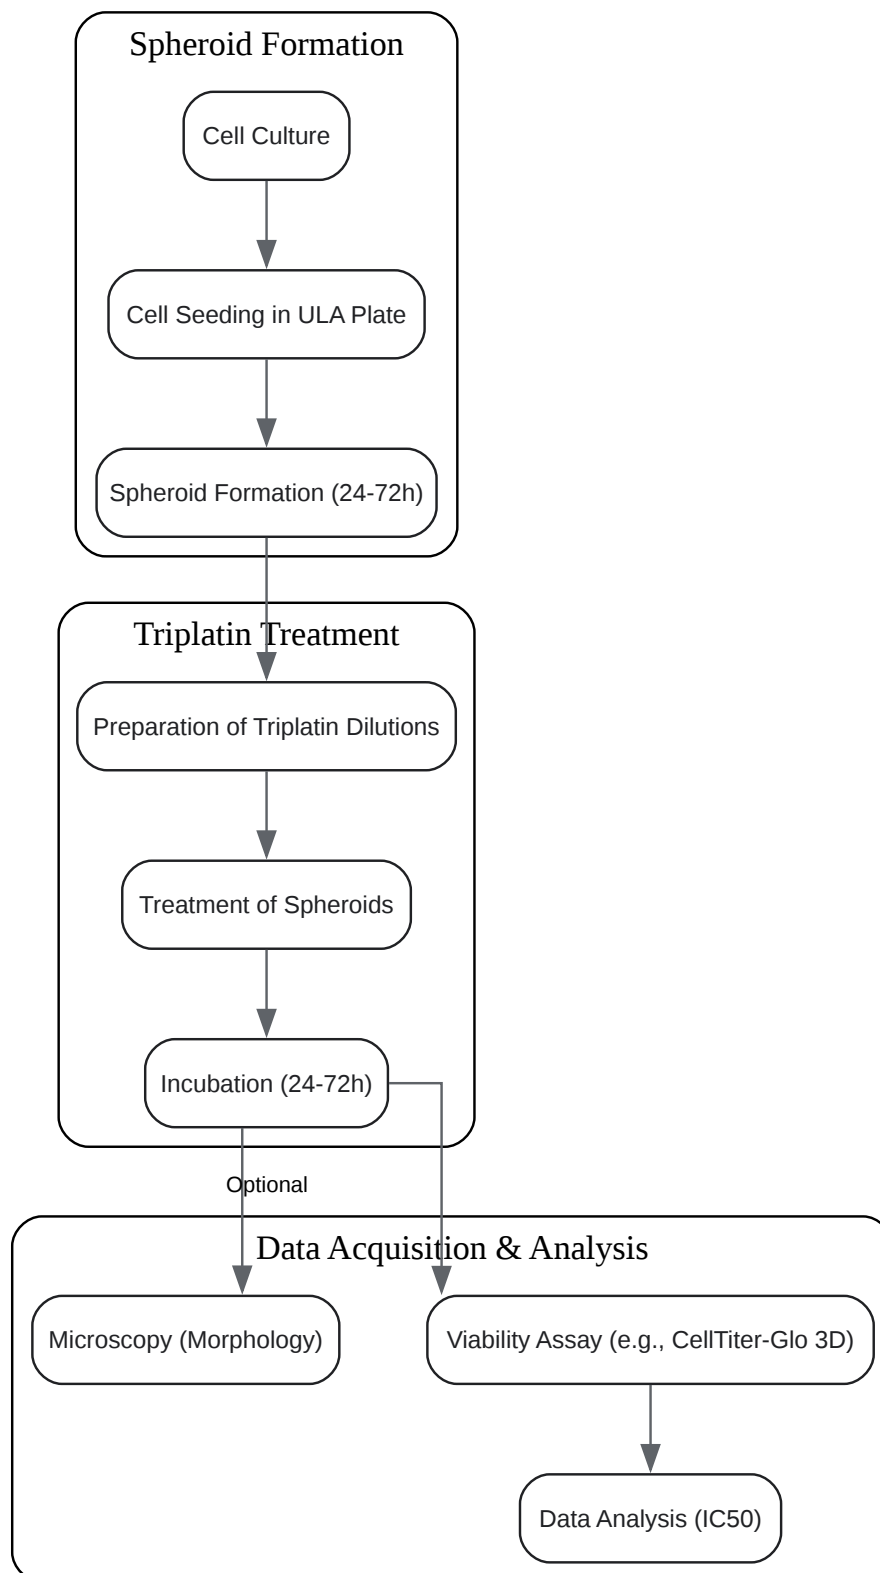 Spheroid Formation
Cell Culture
Cell Seeding in ULA Plate
Spheroid Formation (24-72h)
Triplatin Treatment
Preparation of Triplatin Dilutions
Treatment of Spheroids
Incubation (24-72h)
Optional
Data Acquisition & Analysis
Microscopy (Morphology)
Viability Assay (e.g., CellTiter-Glo 3D)
Data Analysis (IC50)